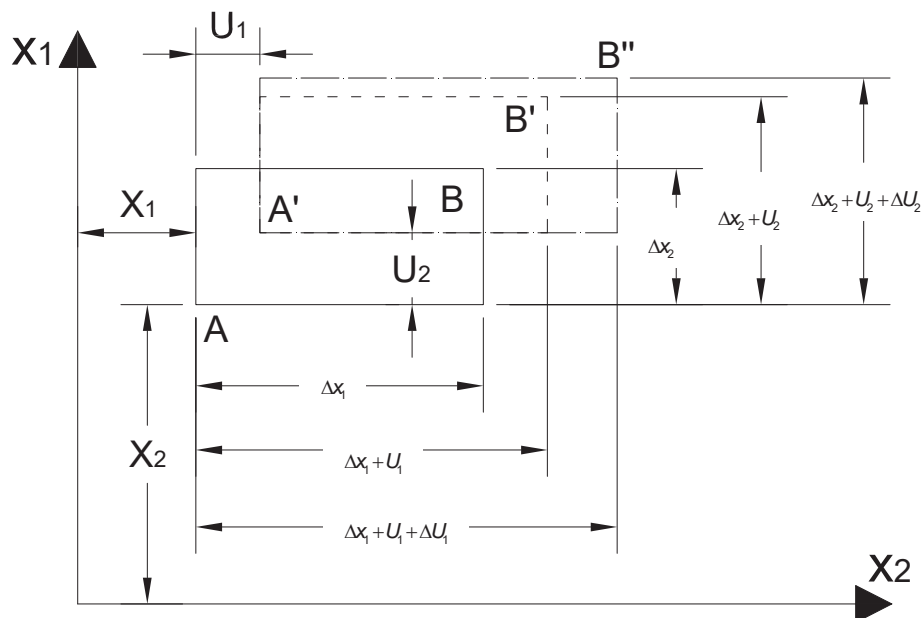 U₁
X₁
B''
B'
X₁
A'
B
Δx₂+U₂+ΔU₂
Δx₂+U₂
Δx₂
U₂
A
Δx₁
X₂
Δx₁+U₁
Δx₁+U₁+ΔU₁
X₂